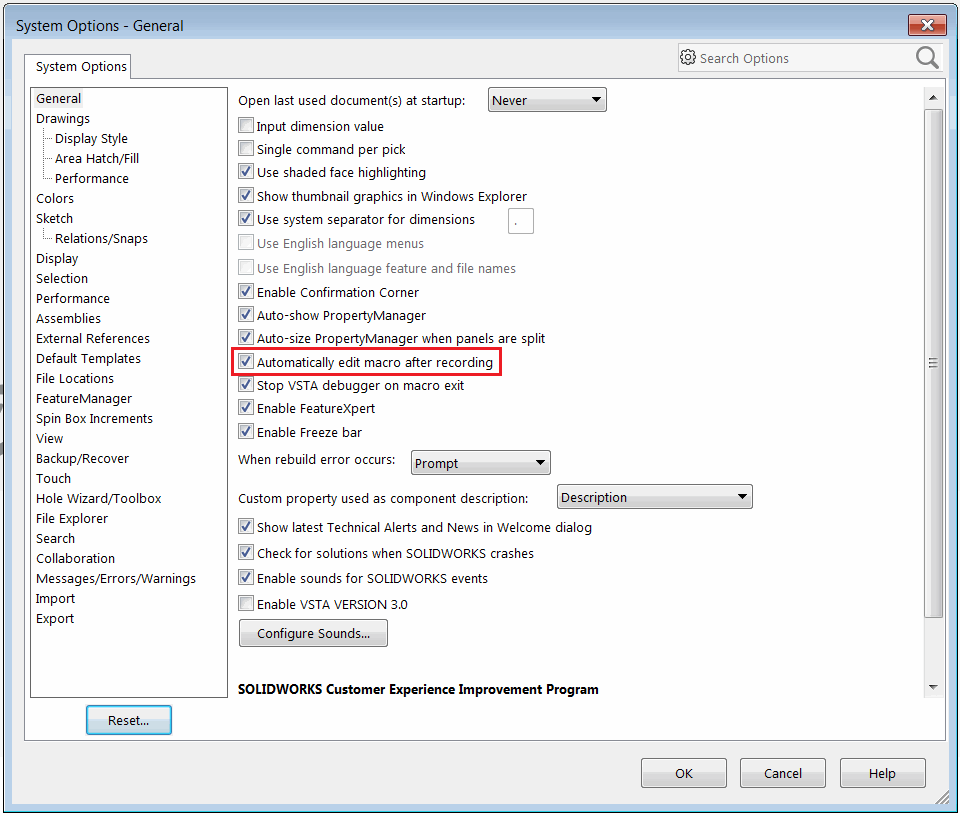 System Options - General
Search Options
System Options
General
Drawings
Display Style
Area Hatch/Fill
Performance
Colors
Sketch
Relations/Snaps
Display
Selection
Performance
Assemblies
External References
Default Templates
File Locations
FeatureManager
Spin Box Increments
View
Backup/Recover
Touch
Hole Wizard/Toolbox
File Explorer
Search
Collaboration
Messages/Errors/Warnings
Import
Export
Reset...
Open last used document(s) at startup: Never
Input dimension value
Single command per pick
Use shaded face highlighting
Show thumbnail graphics in Windows Explorer
Use system separator for dimensions .
Use English language menus
Use English language feature and file names
Enable Confirmation Corner
Auto-show PropertyManager
Auto-size PropertyManager when panels are split
Automatically edit macro after recording
Stop VSTA debugger on macro exit
Enable FeatureXpert
Enable Freeze bar
When rebuild error occurs: Prompt
Custom property used as component description: Description
Show latest Technical Alerts and News in Welcome dialog
Check for solutions when SOLIDWORKS crashes
Enable sounds for SOLIDWORKS events
Enable VSTA VERSION 3.0
Configure Sounds...
SOLIDWORKS Customer Experience Improvement Program
OK Cancel Help